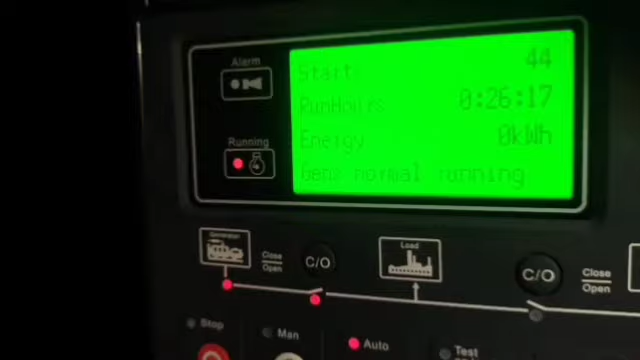 Alarm
Starts 44
RunHours 0:26:17
Energy 0kWh
Running
Gens normal running
Generator
Close
Open
C/O
Load
C/O
Close
Open
Stop
Man
Auto
Test